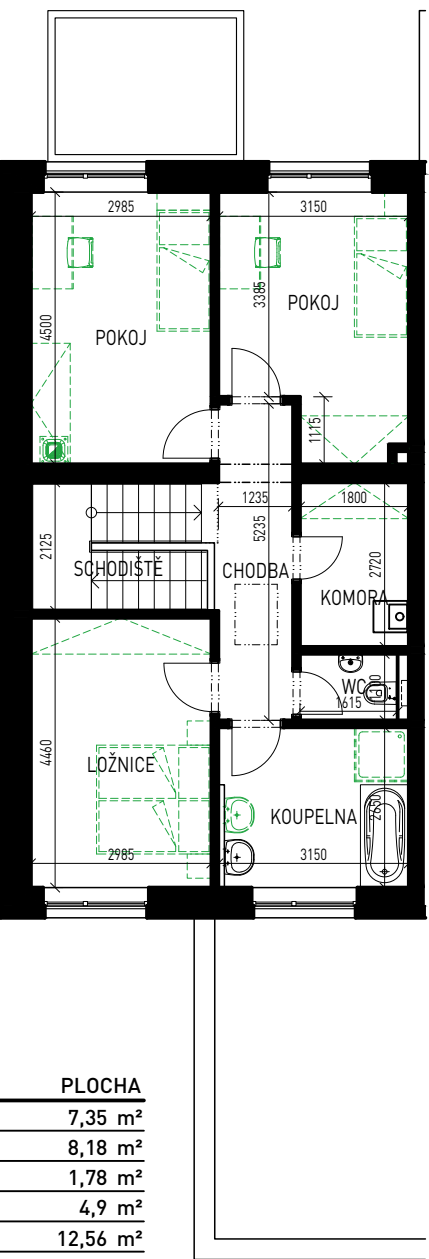 2985
3150
4500
3385
POKOJ
POKOJ
1115
1235
1800
2125
5235
2720
SCHODIŠTĚ
CHODBA
KOMORA
WC
1615
4460
LOŽNICE
KOUPELNA
2650
2985
3150
PLOCHA
7,35 m²
8,18 m²
1,78 m²
4,9 m²
12,56 m²